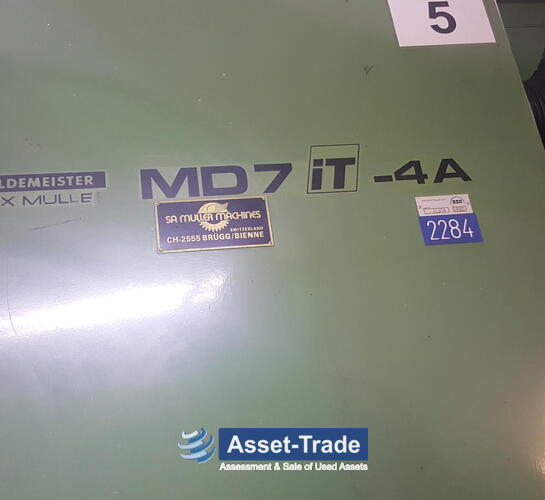 5
LDEMEISTER
X MULLE
MD7 iT -4A
SA MULLER MACHINES
SWITZERLAND
CH-2555 BRÜGG/BIENNE
2284
Asset-Trade
Assessment & Sale of Used Assets